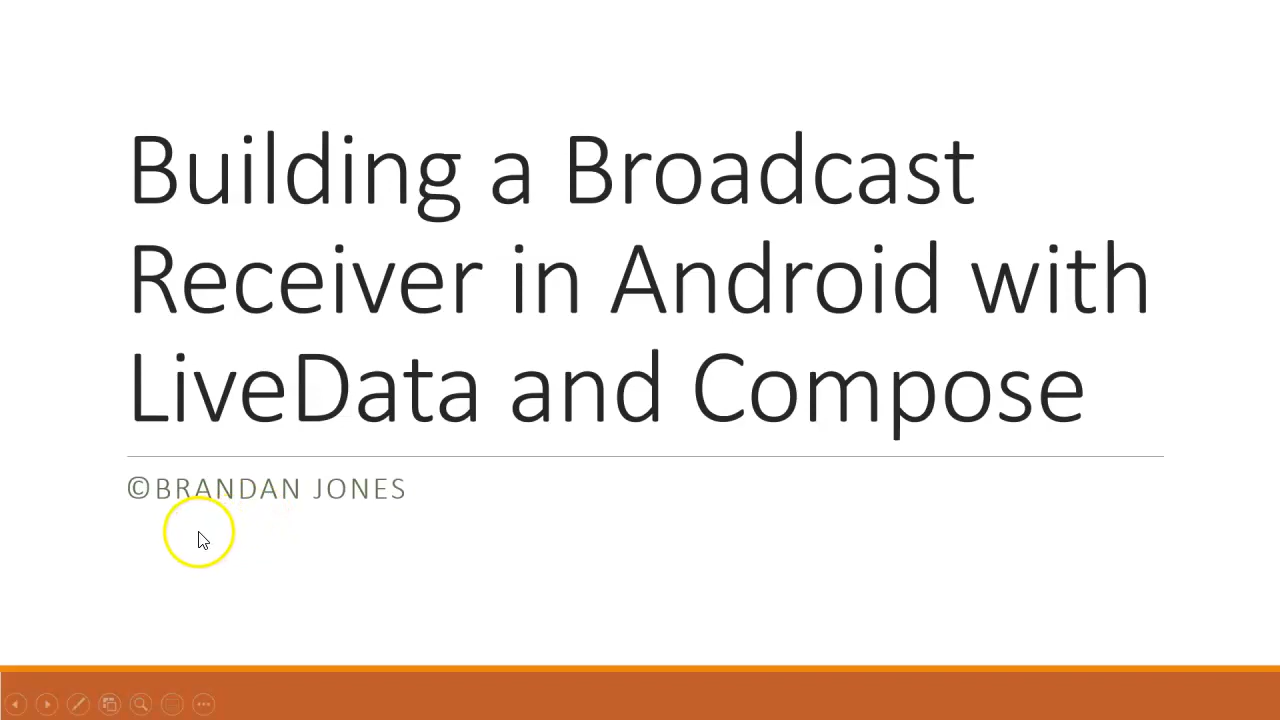 Building a Broadcast
Receiver in Android with
LiveData and Compose
©BRANDAN JONES